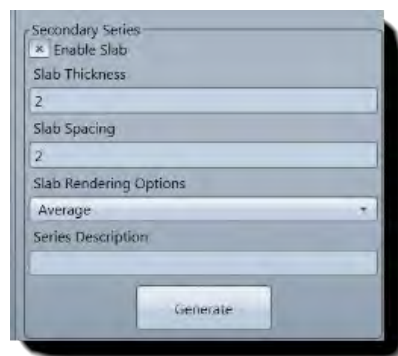 Secondary Series
Enable Slab
Slab Thickness
2
Slab Spacing
2
Slab Rendering Options
Average
Series Description
Generate